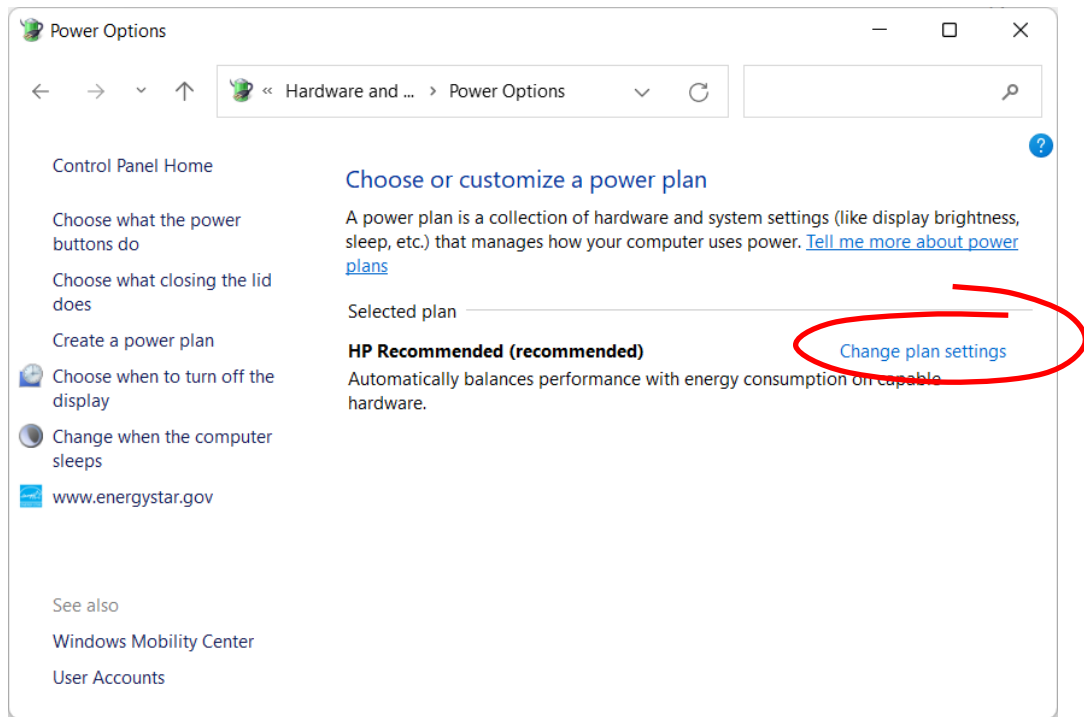 Power Options
« Hardware and ... › Power Options
Control Panel Home
Choose what the power
buttons do
Choose what closing the lid
does
Create a power plan
Choose when to turn off the
display
Change when the computer
sleeps
www.energystar.gov
See also
Windows Mobility Center
User Accounts
Choose or customize a power plan
A power plan is a collection of hardware and system settings (like display brightness,
sleep, etc.) that manages how your computer uses power. Tell me more about power
plans
Selected plan
HP Recommended (recommended)
Change plan settings
Automatically balances performance with energy consumption on capable
hardware.
?